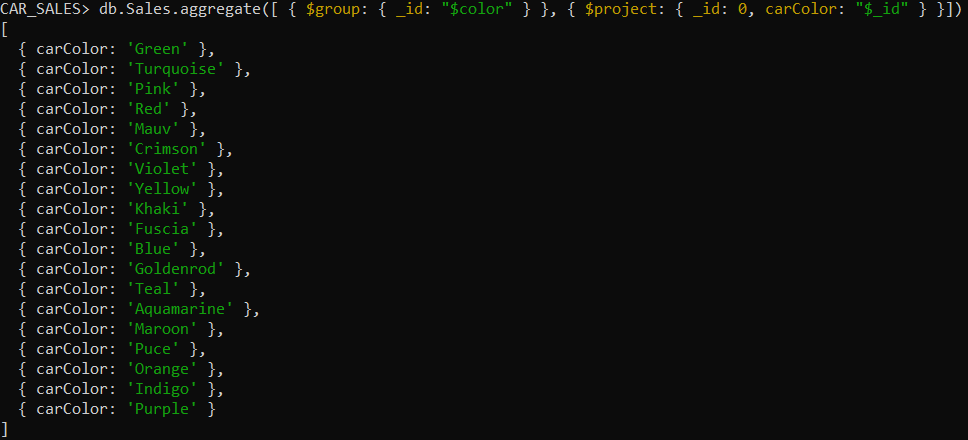 CAR_SALES> db.Sales.aggregate([ { $group: { _id: "$color" } }, { $project: { _id: 0, carColor: "$_id" } }])
[
  { carColor: 'Green' },
  { carColor: 'Turquoise' },
  { carColor: 'Pink' },
  { carColor: 'Red' },
  { carColor: 'Mauv' },
  { carColor: 'Crimson' },
  { carColor: 'Violet' },
  { carColor: 'Yellow' },
  { carColor: 'Khaki' },
  { carColor: 'Fuscia' },
  { carColor: 'Blue' },
  { carColor: 'Goldenrod' },
  { carColor: 'Teal' },
  { carColor: 'Aquamarine' },
  { carColor: 'Maroon' },
  { carColor: 'Puce' },
  { carColor: 'Orange' },
  { carColor: 'Indigo' },
  { carColor: 'Purple' }
]